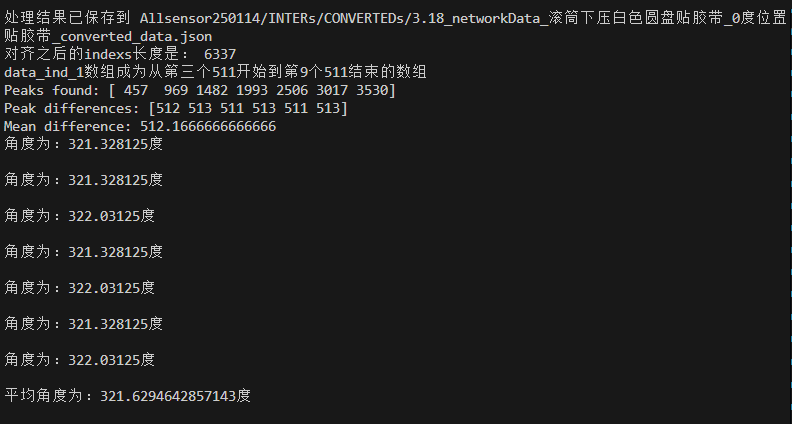 处理结果已保存到 Allsensor250114/INTERs/CONVERTEDs/3.18_networkData_滚筒下压白色圆盘贴胶带_0度位置
贴胶带_converted_data.json
对齐之后的indexs长度是： 6337
data_ind_1数组成为从第三个511开始到第9个511结束的数组
Peaks found: [ 457  969 1482 1993 2506 3017 3530]
Peak differences: [512 513 511 513 511 513]
Mean difference: 512.1666666666666
角度为：321.328125度
角度为：321.328125度
角度为：322.03125度
角度为：321.328125度
角度为：322.03125度
角度为：321.328125度
角度为：322.03125度
平均角度为：321.6294642857143度